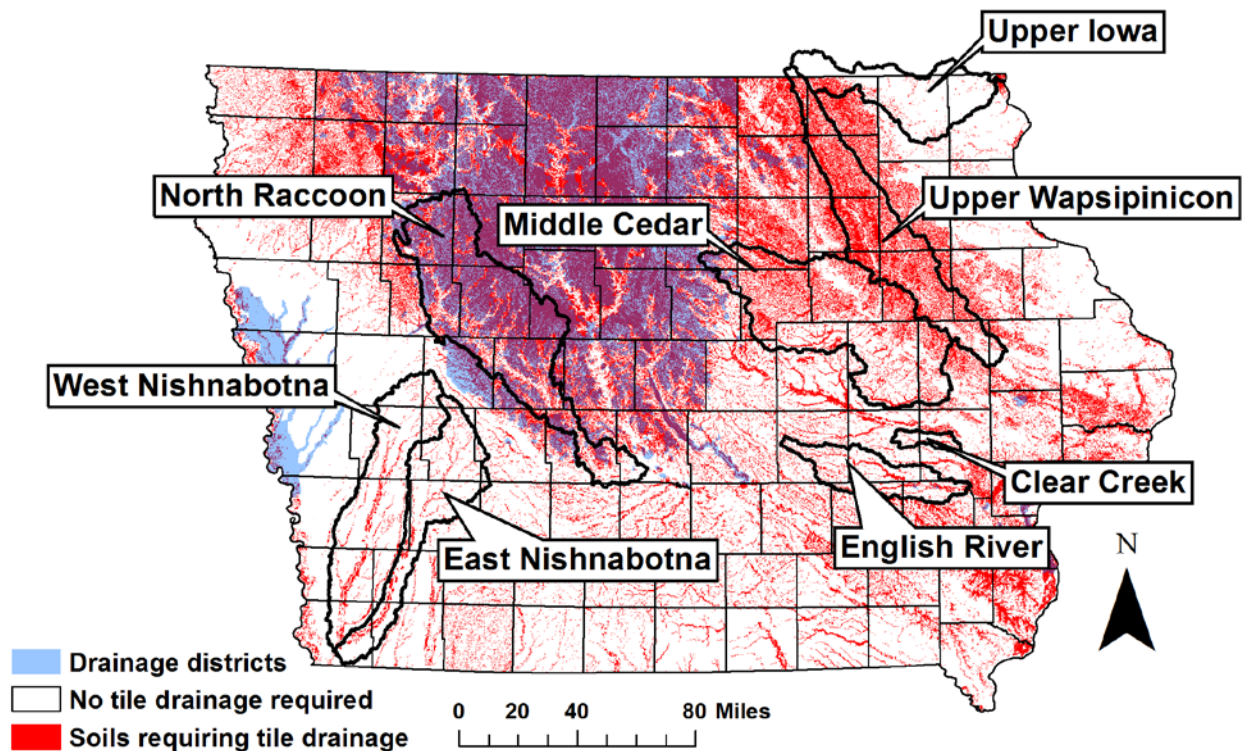 Upper Iowa
North Raccoon
Middle Cedar
Upper Wapsipinicon
West Nishnabotna
Clear Creek
English River
East Nishnabotna
N
Drainage districts
No tile drainage required
Soils requiring tile drainage
0 20 40 80 Miles